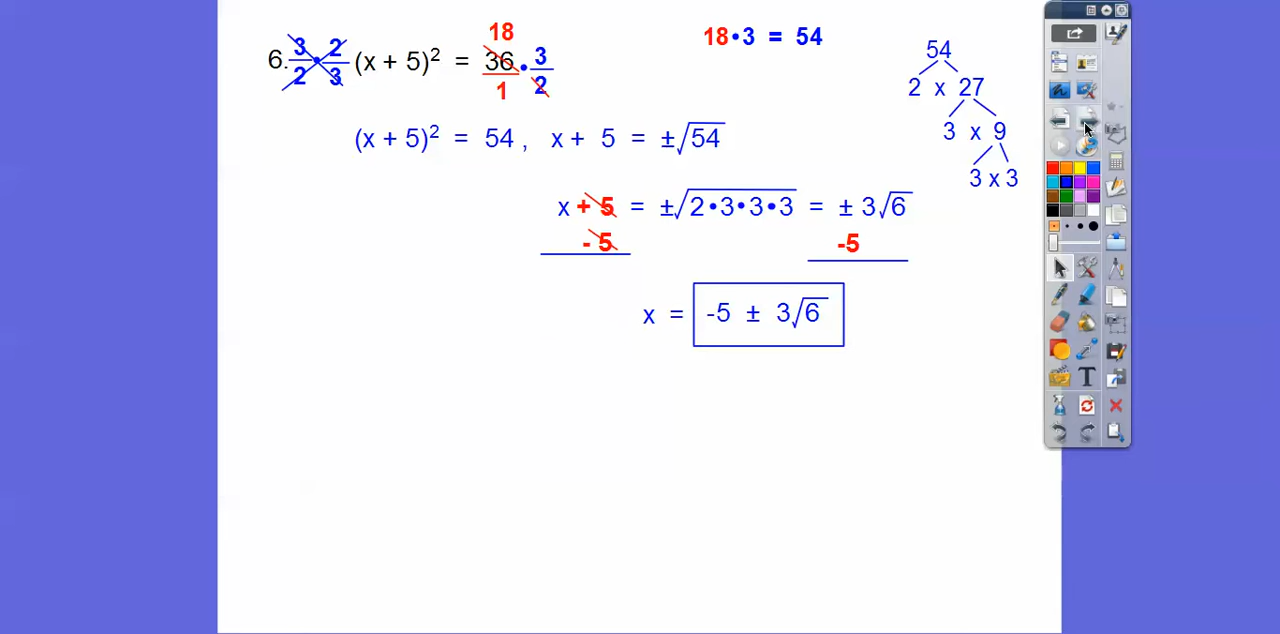 18
18•3 = 54
6. 3/2 • 2/3 (x + 5)² = 36/1 • 3/2
54
2 x 27
3 x 9
3 x 3
(x + 5)² = 54, x + 5 = ±√54
x + 5 = ±√2•3•3•3 = ± 3√6
- 5 -5
x = -5 ± 3√6
T